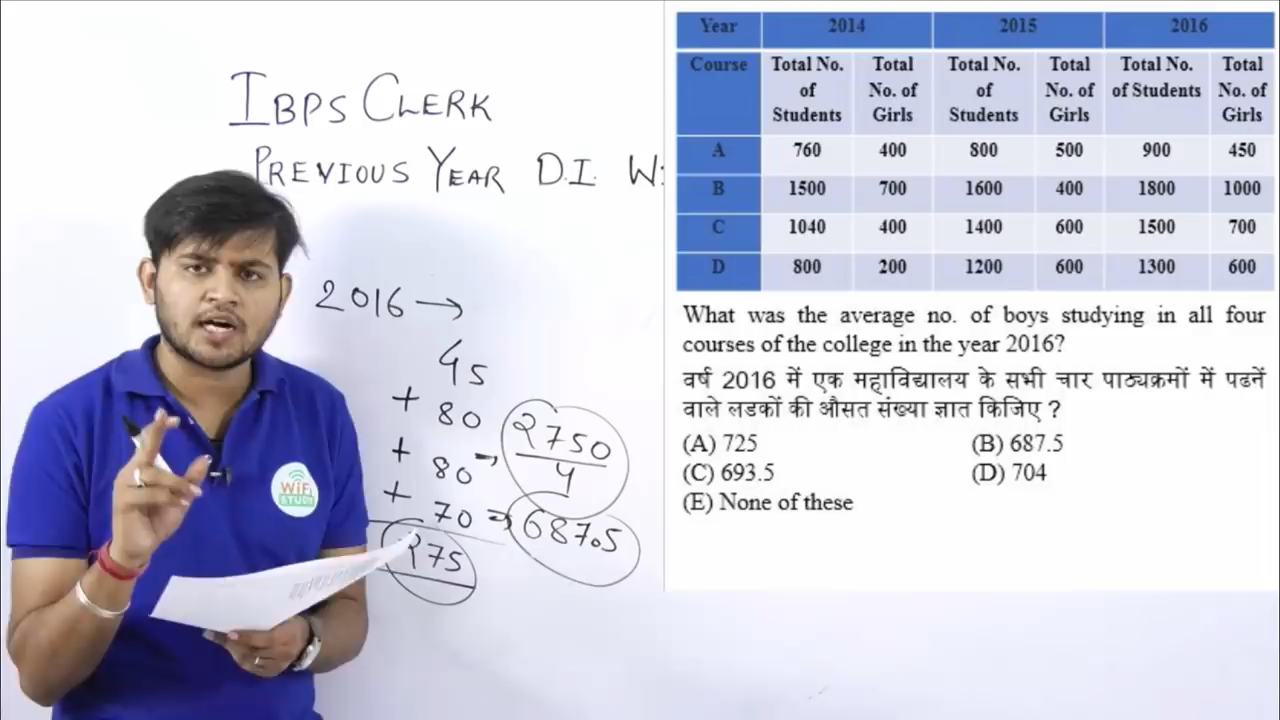 IBPS CLERK
PREVIOUS YEAR D.I. W:
2016 →
45
+ 80
+ 80
+ 70
275
2750
4
687.5
WiFi
STUDY
Year 2014 2015 2016
Course Total No. of Students Total No. of Girls Total No. of Students Total No. of Girls Total No. of Students Total No. of Girls
A 760 400 800 500 900 450
B 1500 700 1600 400 1800 1000
C 1040 400 1400 600 1500 700
D 800 200 1200 600 1300 600
What was the average no. of boys studying in all four
courses of the college in the year 2016?
वर्ष 2016 में एक महाविद्यालय के सभी चार पाठ्यक्रमों में पढनें
वाले लडकों की औसत संख्या ज्ञात किजिए ?
(A) 725 (B) 687.5
(C) 693.5 (D) 704
(E) None of these